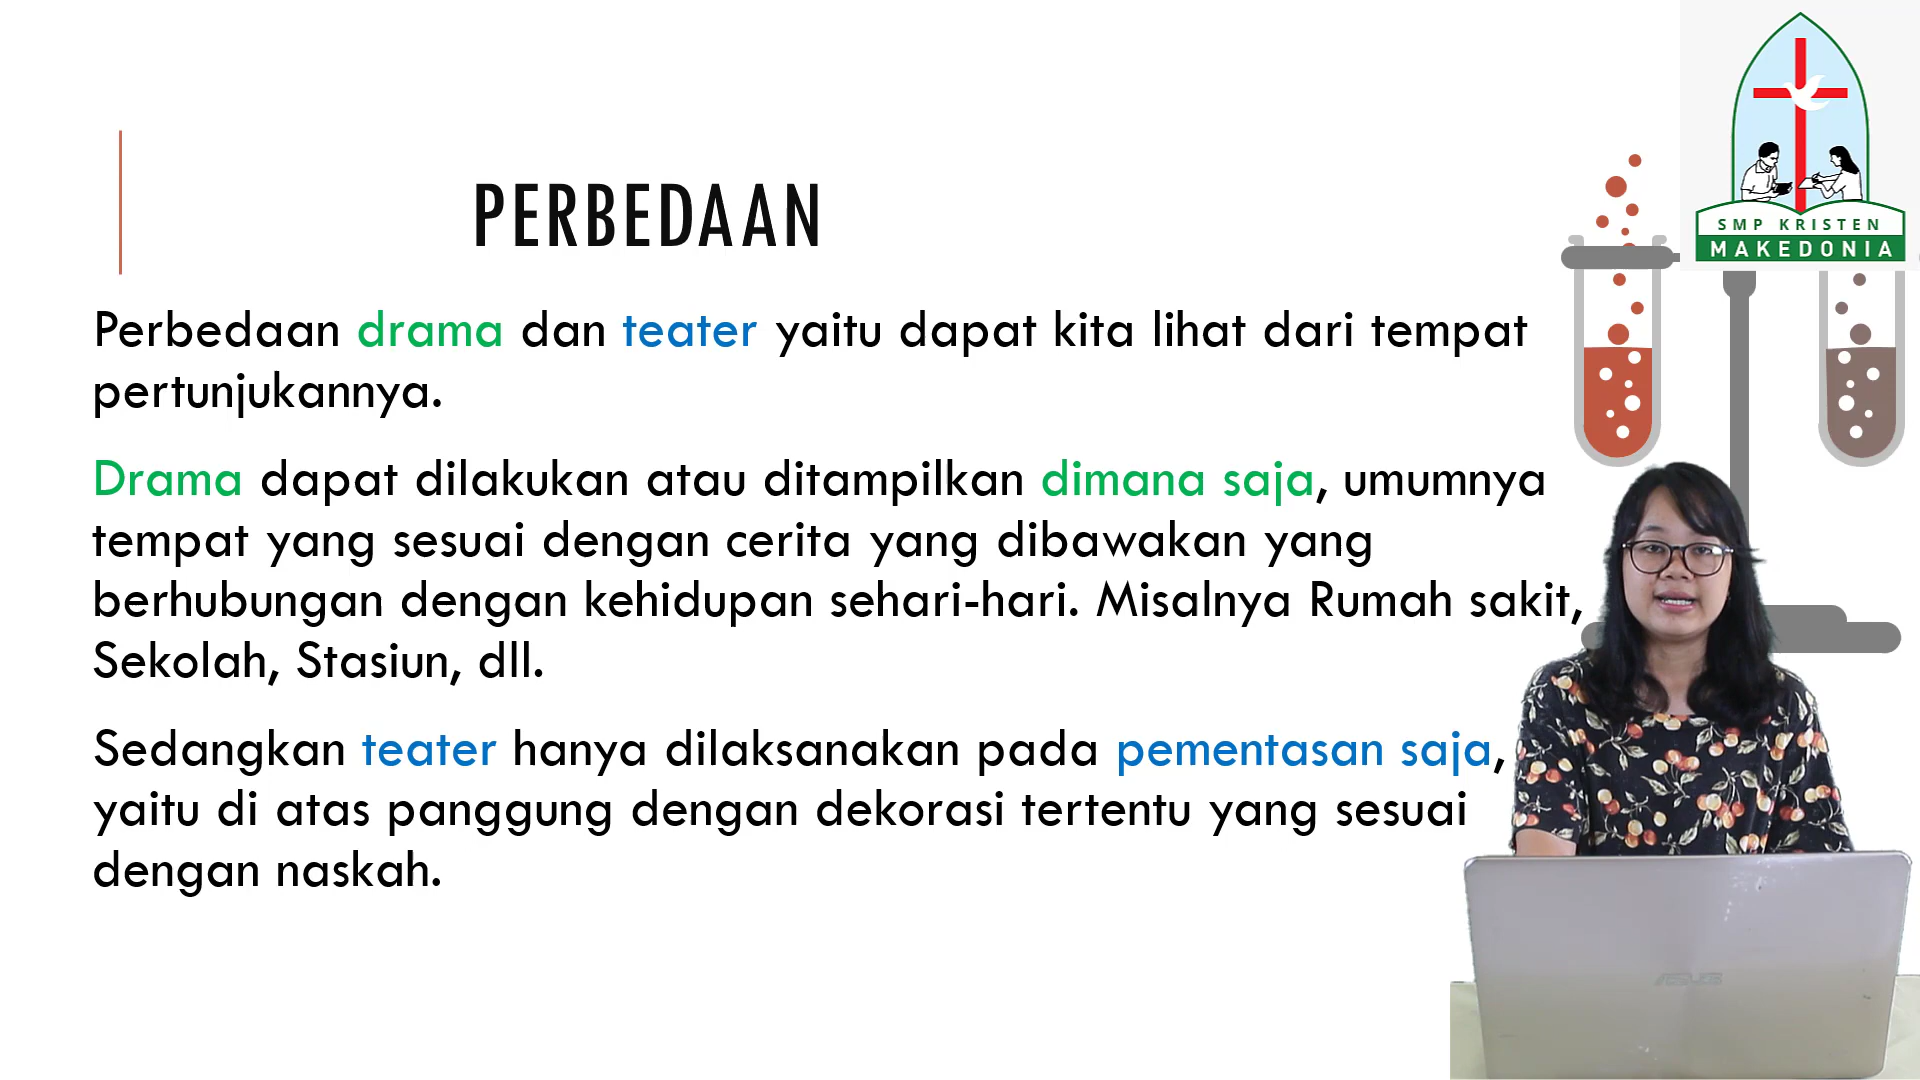 PERBEDAAN
Perbedaan drama dan teater yaitu dapat kita lihat dari tempat
pertunjukannya.
Drama dapat dilakukan atau ditampilkan dimana saja, umumnya
tempat yang sesuai dengan cerita yang dibawakan yang
berhubungan dengan kehidupan sehari-hari. Misalnya Rumah sakit,
Sekolah, Stasiun, dll.
Sedangkan teater hanya dilaksanakan pada pementasan saja,
yaitu di atas panggung dengan dekorasi tertentu yang sesuai
dengan naskah.
SMP KRISTEN
MAKEDONIA
ASUS